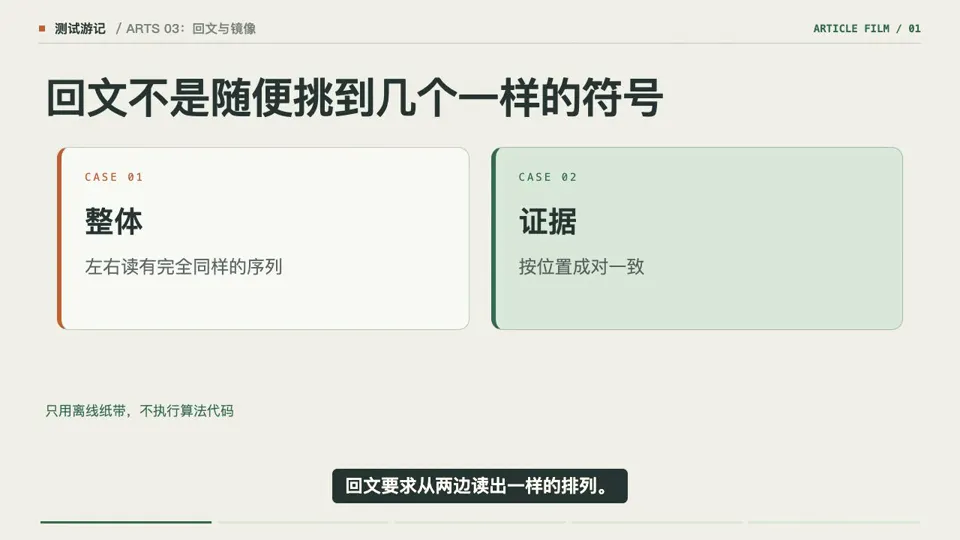 测试游记 / ARTS 03：回文与镜像
ARTICLE FILM / 01
回文不是随便挑到几个一样的符号
CASE 01
整体
左右读有完全同样的序列
CASE 02
证据
按位置成对一致
只用离线纸带，不执行算法代码
回文要求从两边读出一样的排列。